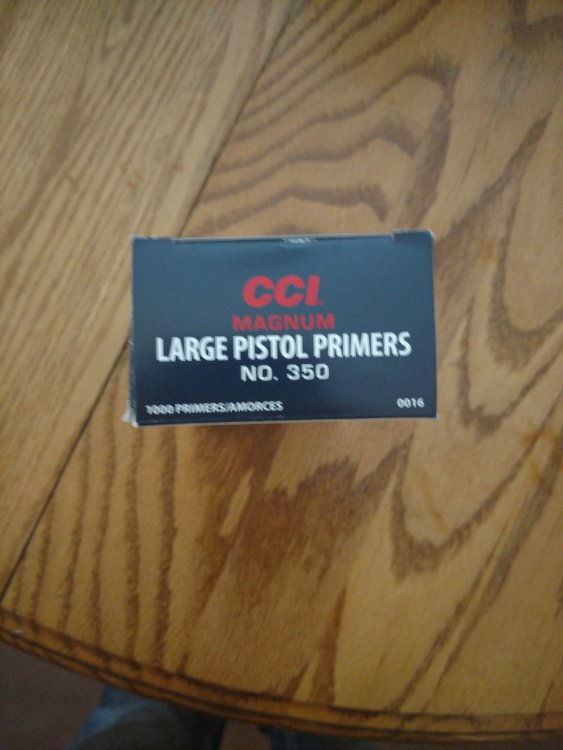 CCI
MAGNUM
LARGE PISTOL PRIMERS
NO. 350
1000 PRIMERS/AMORCES
0016